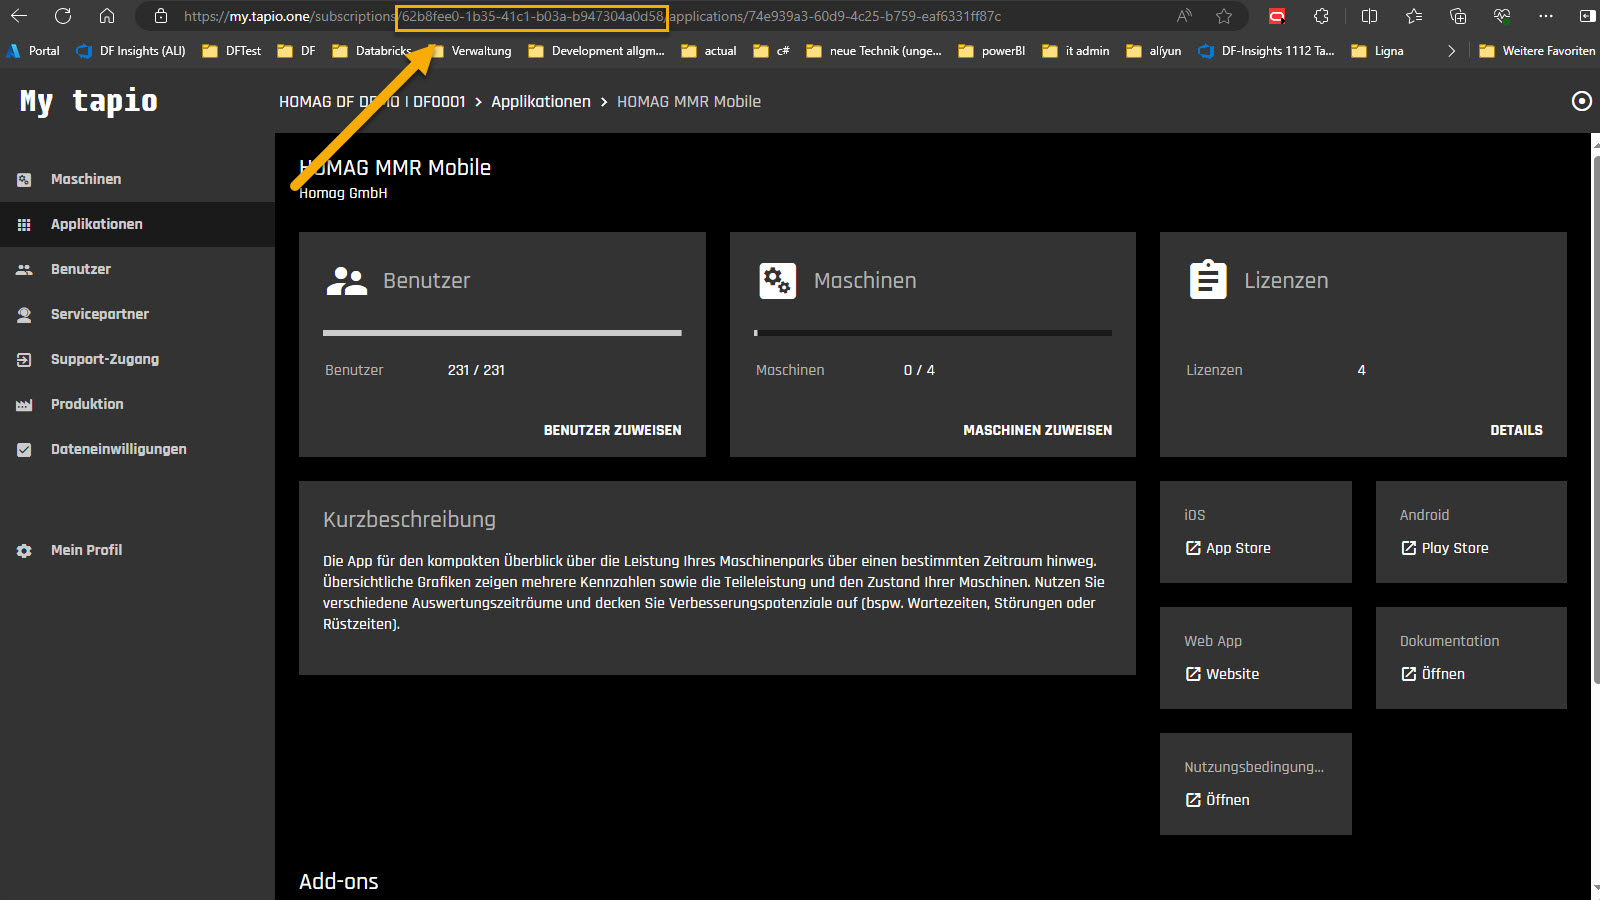 https://my.tapio.one/subscriptions/62b8fee0-1b35-41c1-b03a-b947304a0d58/applications/74e939a3-60d9-4c25-b759-eaf6331ff87c
Portal DF Insights (ALI) DFTest DF Databricks Verwaltung Development allgm... actual c# neue Technik (unge... powerBI it admin aliyun DF-Insights 1112 Ta... Ligna Weitere Favoriten
My tapio
HOMAG DF DEMO | DF0001 > Applikationen > HOMAG MMR Mobile
Maschinen
Applikationen
Benutzer
Servicepartner
Support-Zugang
Produktion
Dateneinwilligungen
Mein Profil
HOMAG MMR Mobile
Homag GmbH
Benutzer
Benutzer 231 / 231
BENUTZER ZUWEISEN
Maschinen
Maschinen 0 / 4
MASCHINEN ZUWEISEN
Lizenzen
Lizenzen 4
DETAILS
Kurzbeschreibung
Die App für den kompakten Überblick über die Leistung Ihres Maschinenparks über einen bestimmten Zeitraum hinweg.
Übersichtliche Grafiken zeigen mehrere Kennzahlen sowie die Teileleistung und den Zustand Ihrer Maschinen. Nutzen Sie
verschiedene Auswertungszeiträume und decken Sie Verbesserungspotenziale auf (bspw. Wartezeiten, Störungen oder
Rüstzeiten).
iOS
App Store
Android
Play Store
Web App
Website
Dokumentation
Öffnen
Nutzungsbedingung...
Öffnen
Add-ons